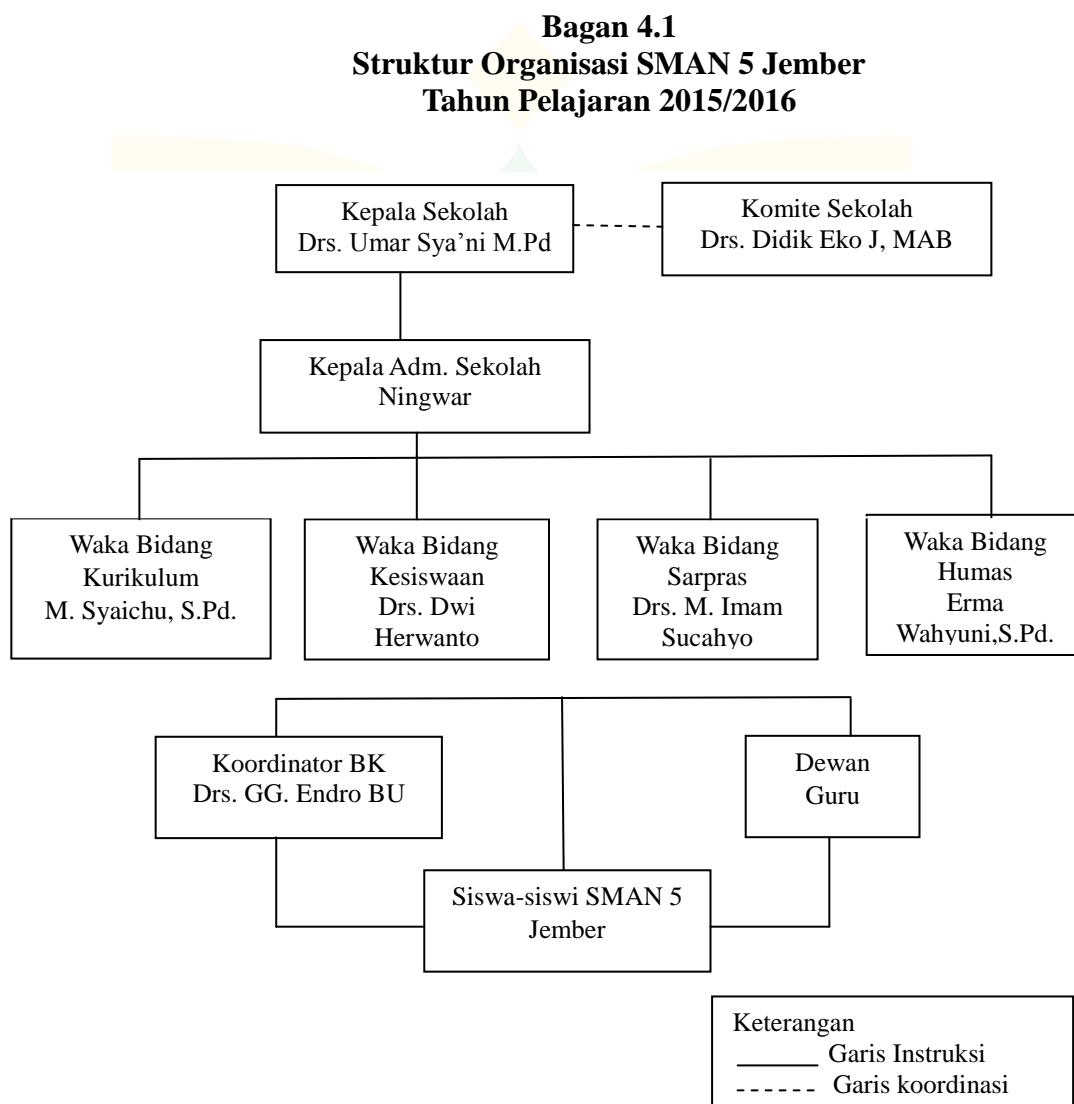 Bagan 4.1
Struktur Organisasi SMAN 5 Jember
Tahun Pelajaran 2015/2016
Kepala Sekolah
Drs. Umar Sya’ni M.Pd
Komite Sekolah
Drs. Didik Eko J, MAB
Kepala Adm. Sekolah
Ningwar
Waka Bidang
Kurikulum
M. Syaichu, S.Pd.
Waka Bidang
Kesiswaan
Drs. Dwi
Herwanto
Waka Bidang
Sarpras
Drs. M. Imam
Sucahyo
Waka Bidang
Humas
Erma
Wahyuni,S.Pd.
Koordinator BK
Drs. GG. Endro BU
Dewan
Guru
Siswa-siswi SMAN 5
Jember
Keterangan
Garis Instruksi
Garis koordinasi